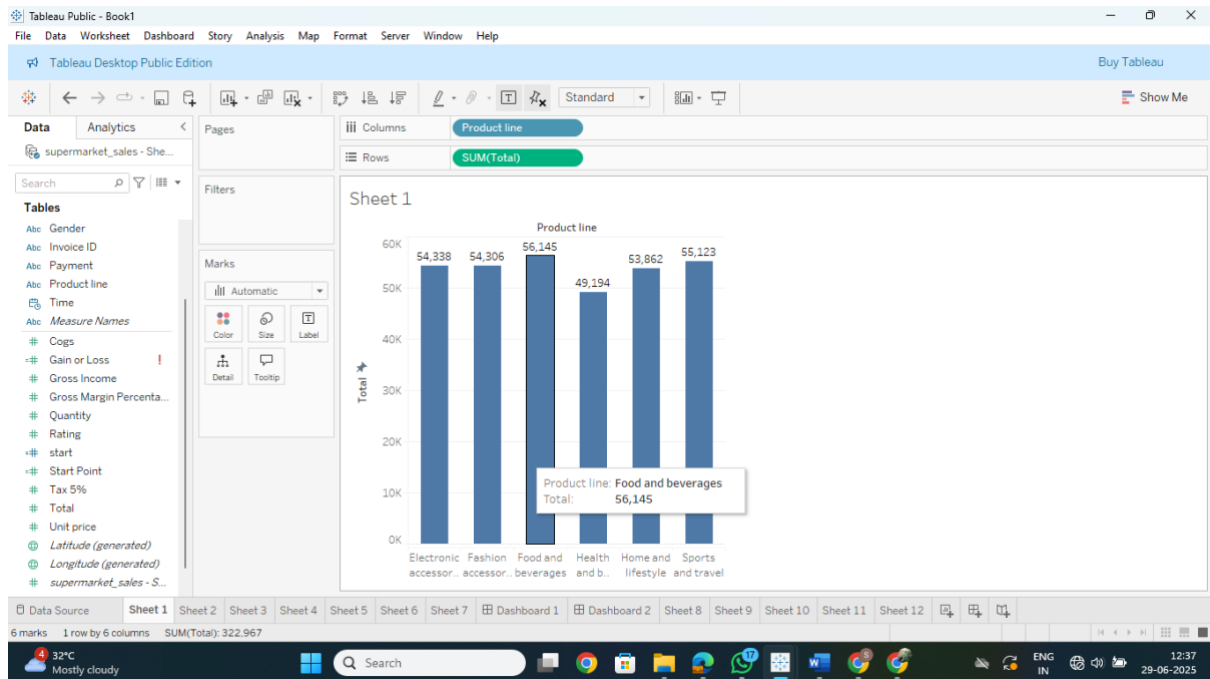 Tableau Public - Book1
File Data Worksheet Dashboard Story Analysis Map Format Server Window Help
Tableau Desktop Public Edition
Buy Tableau
Standard
Show Me
Data Analytics
supermarket_sales - She...
Search
Tables
Abc Gender
Abc Invoice ID
Abc Payment
Abc Product line
Time
Abc Measure Names
# Cogs
=# Gain or Loss !
# Gross Income
# Gross Margin Percenta...
# Quantity
# Rating
=# start
=# Start Point
# Tax 5%
# Total
# Unit price
Latitude (generated)
Longitude (generated)
# supermarket_sales - S...
Pages
Filters
Marks
Automatic
Color Size Label
Detail Tooltip
Columns Product line
Rows SUM(Total)
Sheet 1
Product line
60K
50K
40K
30K
20K
10K
0K
Total
54,338 54,306 56,145 49,194 53,862 55,123
Product line: Food and beverages
Total: 56,145
Electronic accessor..
Fashion accessor..
Food and beverages
Health and b..
Home and lifestyle
Sports and travel
Data Source Sheet 1 Sheet 2 Sheet 3 Sheet 4 Sheet 5 Sheet 6 Sheet 7 Dashboard 1 Dashboard 2 Sheet 8 Sheet 9 Sheet 10 Sheet 11 Sheet 12
6 marks 1 row by 6 columns SUM(Total): 322,967
4
32°C
Mostly cloudy
Search
17
S
ENG
IN
12:37
29-06-2025